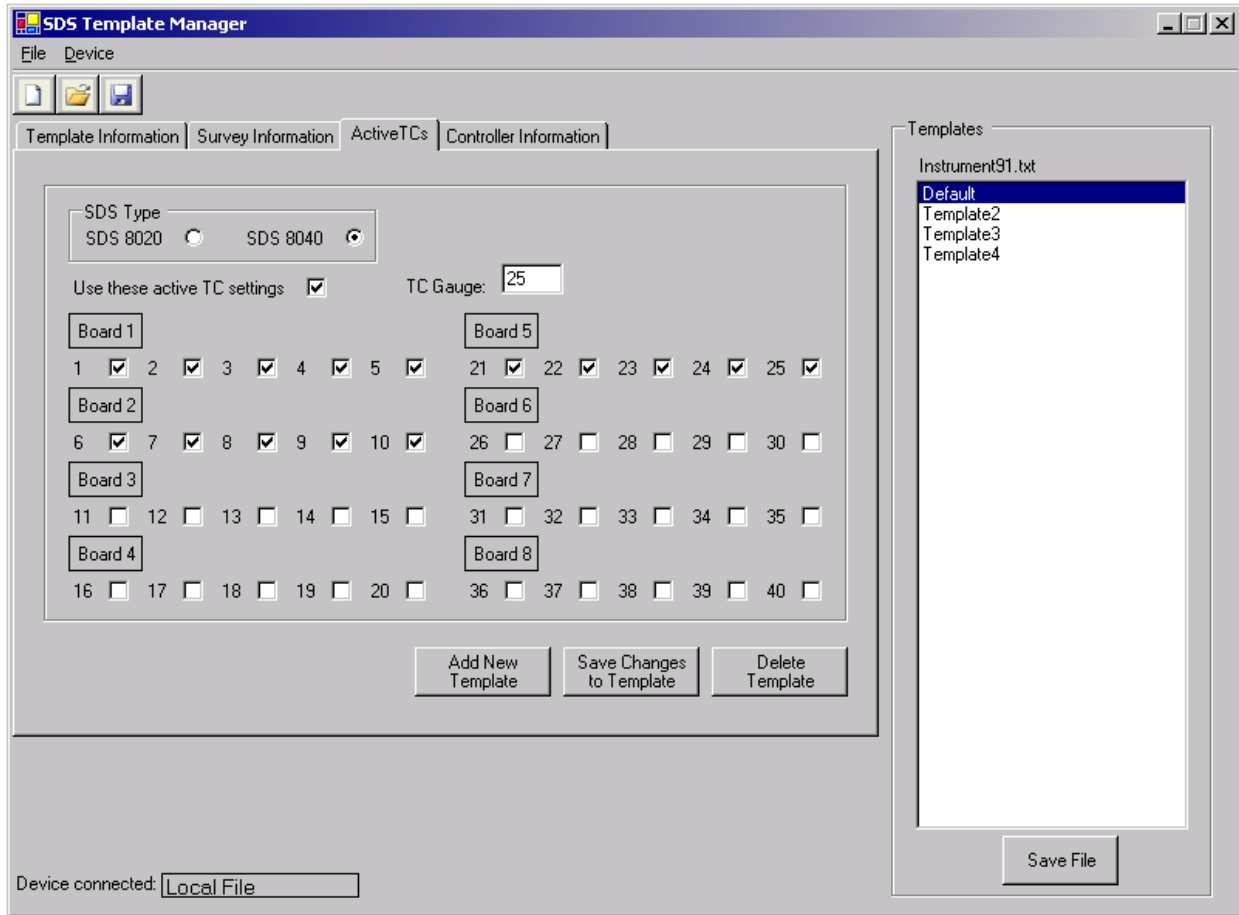 SDS Template Manager
File Device
Template Information Survey Information ActiveTCs Controller Information
SDS Type
SDS 8020 SDS 8040
Use these active TC settings TC Gauge: 25
Board 1 Board 5
1 2 3 4 5 21 22 23 24 25
Board 2 Board 6
6 7 8 9 10 26 27 28 29 30
Board 3 Board 7
11 12 13 14 15 31 32 33 34 35
Board 4 Board 8
16 17 18 19 20 36 37 38 39 40
Add New
Template
Save Changes
to Template
Delete
Template
Device connected: Local File
Templates
Instrument91.txt
Default
Template2
Template3
Template4
Save File